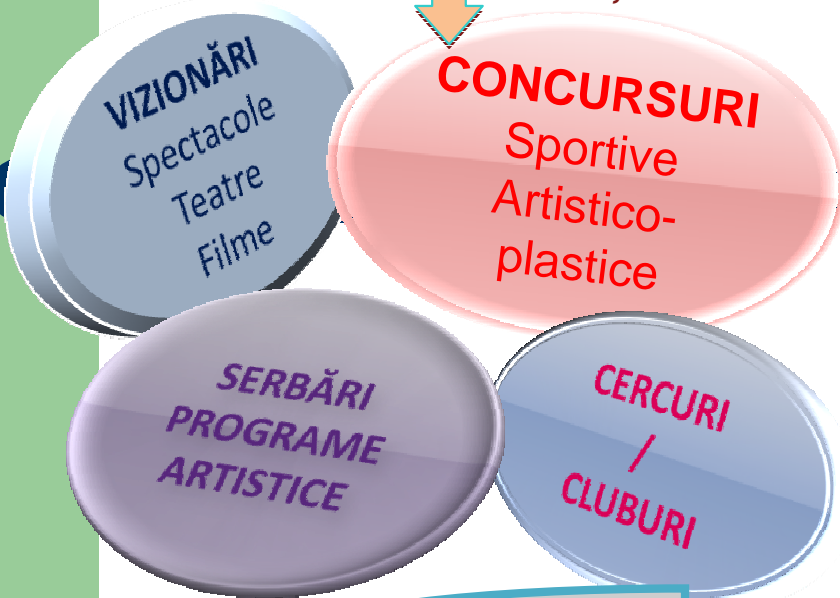 VIZIONĂRI
Spectacole
Teatre
Filme
CONCURSURI
Sportive
Artistico-
plastice
SERBĂRI
PROGRAME
ARTISTICE
CERCURI
/
CLUBURI